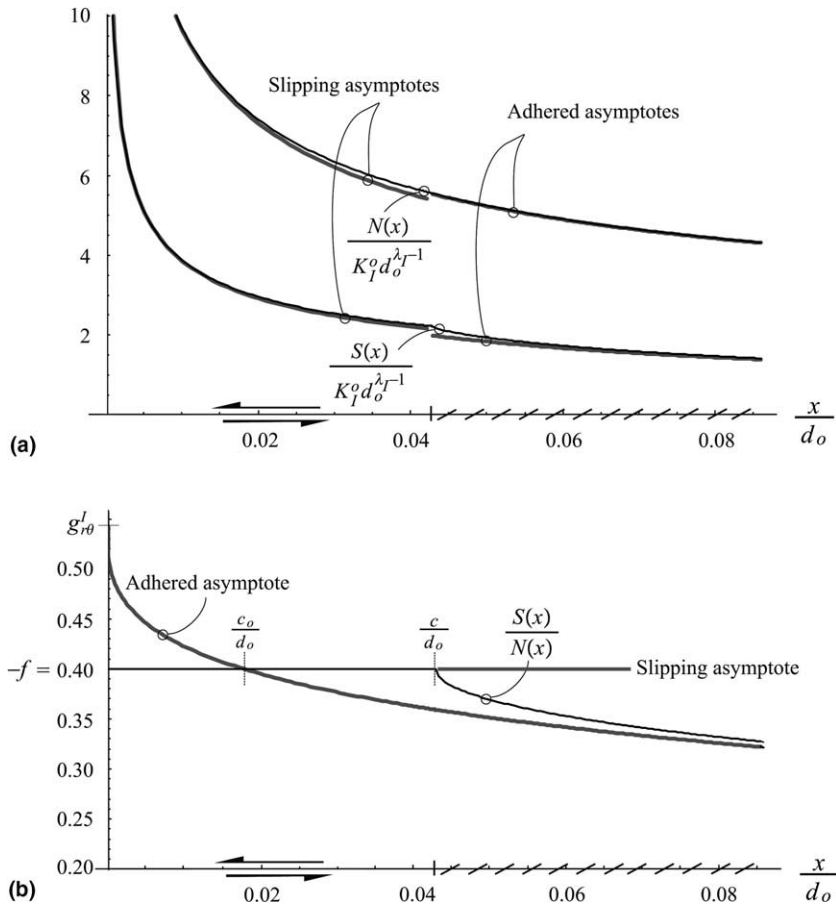 10
8
Slipping asymptotes
Adhered asymptotes
6
N(x)
K_I^o d_o^{λ_I-1}
4
S(x)
K_I^o d_o^{λ_I-1}
2
x
d_o
(a)
0.02
0.04
0.06
0.08
g_{rθ}^I
0.50
Adhered asymptote
0.45
c_o
d_o
c
d_o
S(x)
N(x)
-f = 0.40
Slipping asymptote
0.35
0.30
0.25
0.20
x
d_o
(b)
0.02
0.04
0.06
0.08